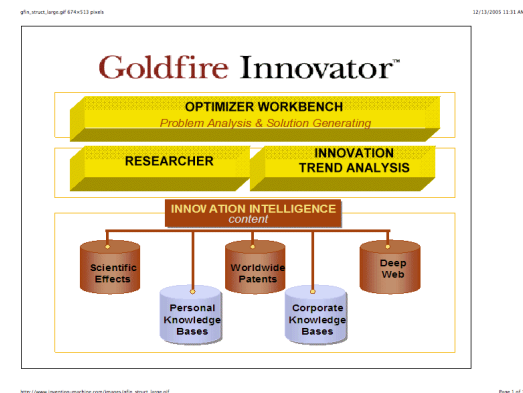 gfin_struct_large.gif 674×513 pixels
12/13/2005 11:31 AM
Goldfire Innovator™
OPTIMIZER WORKBENCH
Problem Analysis & Solution Generating
RESEARCHER
INNOVATION
TREND ANALYSIS
INNOVATION INTELLIGENCE
content
Scientific
Effects
Worldwide
Patents
Deep
Web
Personal
Knowledge
Bases
Corporate
Knowledge
Bases
http://www.invention-machine.com/images/gfin_struct_large.gif
Page 1 of